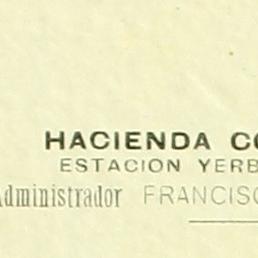 HACIENDA CO
ESTACION YERB
Administrador FRANCISC